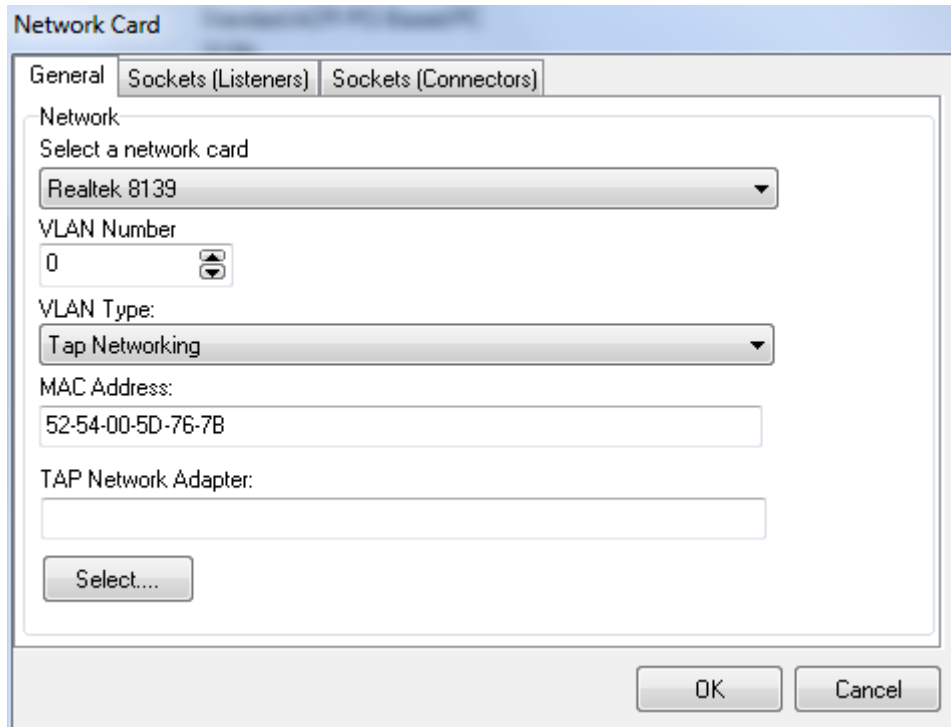 Network Card
General Sockets (Listeners) Sockets (Connectors)
Network
Select a network card
Realtek 8139
VLAN Number
0
VLAN Type:
Tap Networking
MAC Address:
52-54-00-5D-76-7B
TAP Network Adapter:
Select....
OK Cancel